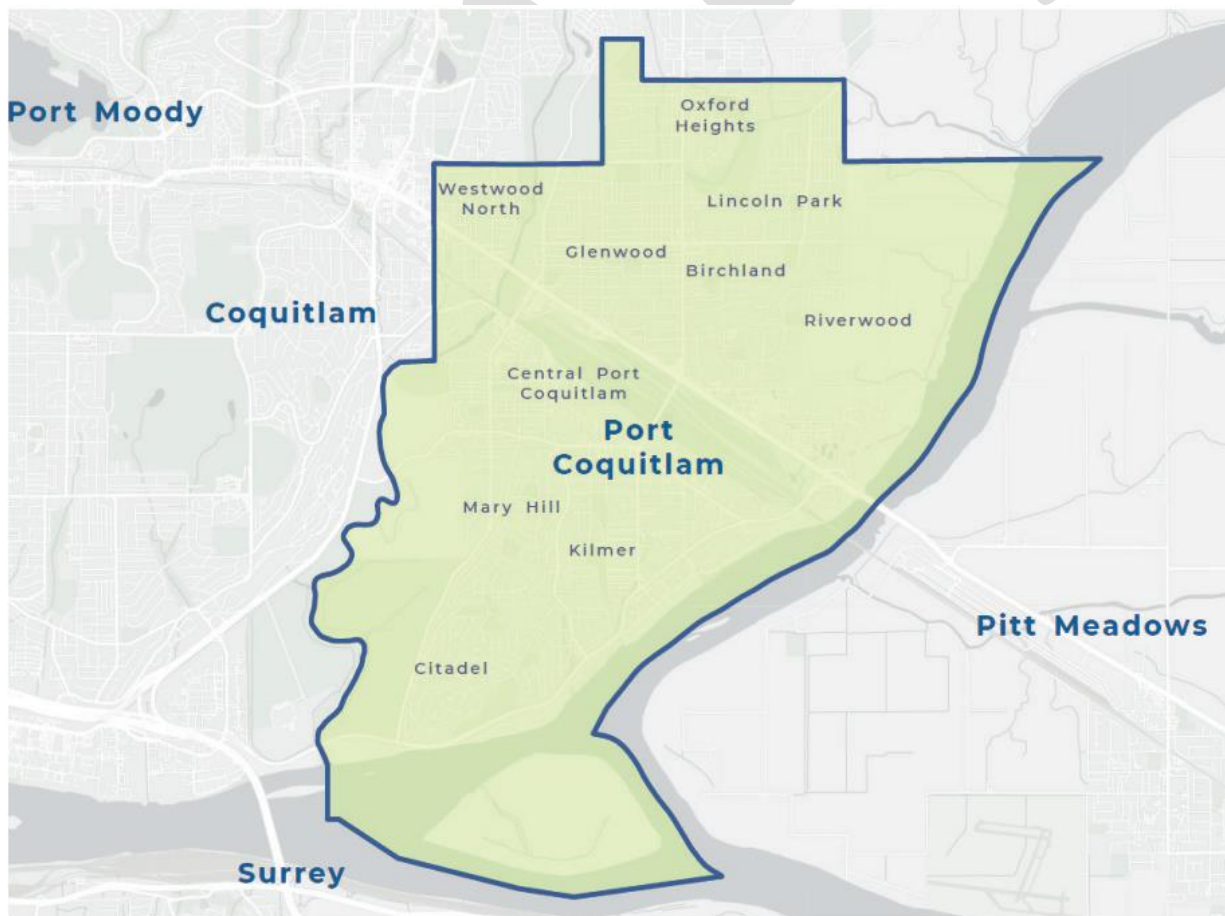 Port Moody
Oxford
Heights
Westwood
North
Lincoln Park
Glenwood
Birchland
Coquitlam
Riverwood
Central Port
Coquitlam
Port
Coquitlam
Mary Hill
Kilmer
Pitt Meadows
Citadel
Surrey